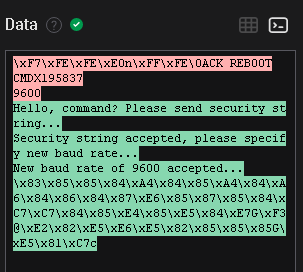 Data
\xF7\xFE\xFE\xE0n\xFF\xFE\0ACK REBOOT
CMDX195837
9600
Hello, command? Please send security st
ring...
Security string accepted, please specif
y new baud rate...
New baud rate of 9600 accepted...
\x83\x85\x85\x84\xA4\x84\x85\xA4\x84\xA
6\x84\x86\x84\x87\xE6\x85\x87\x85\x84\x
C7\xC7\x84\x85\xE4\x85\xE5\x84\xE7G\xF3
@\xE2\x82\xE5\xE6\xE5\x82\x85\x85\x85G\
\xE5\x81\xC7c